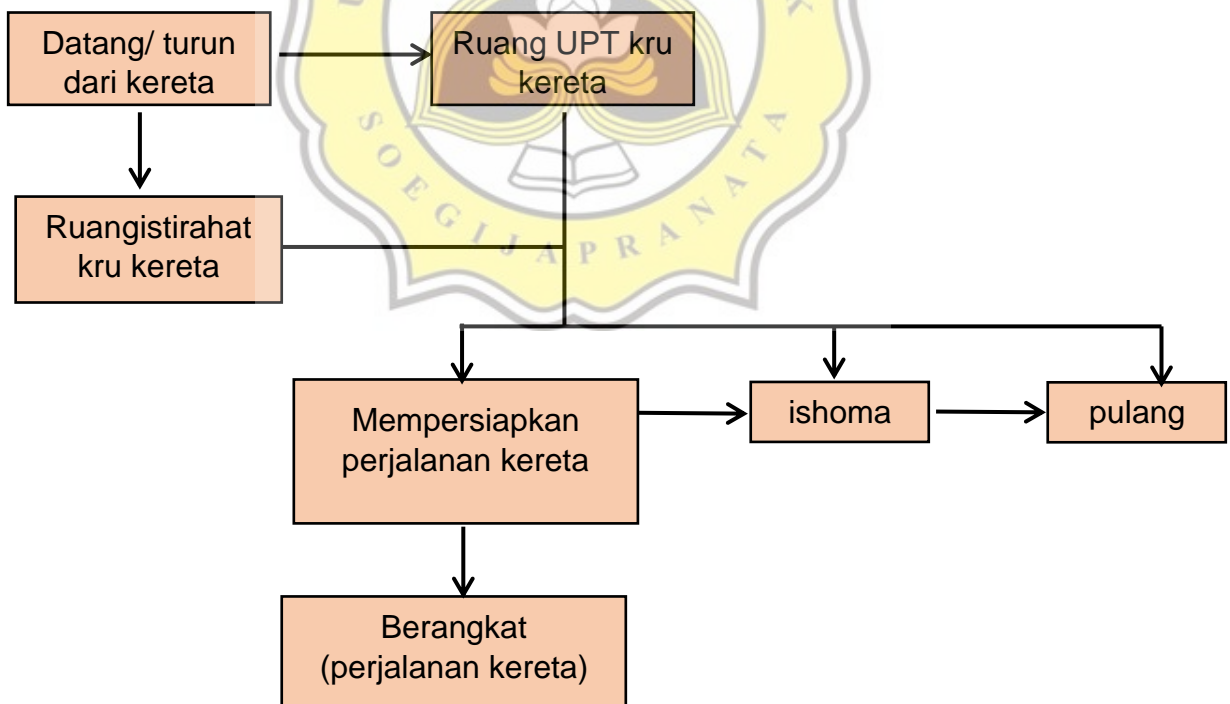 Datang/ turun
dari kereta
Ruang UPT kru
kereta
Ruangistirahat
kru kereta
SOEGIJAPRANATA
Mempersiapkan
perjalanan kereta
ishoma
pulang
Berangkat
(perjalanan kereta)